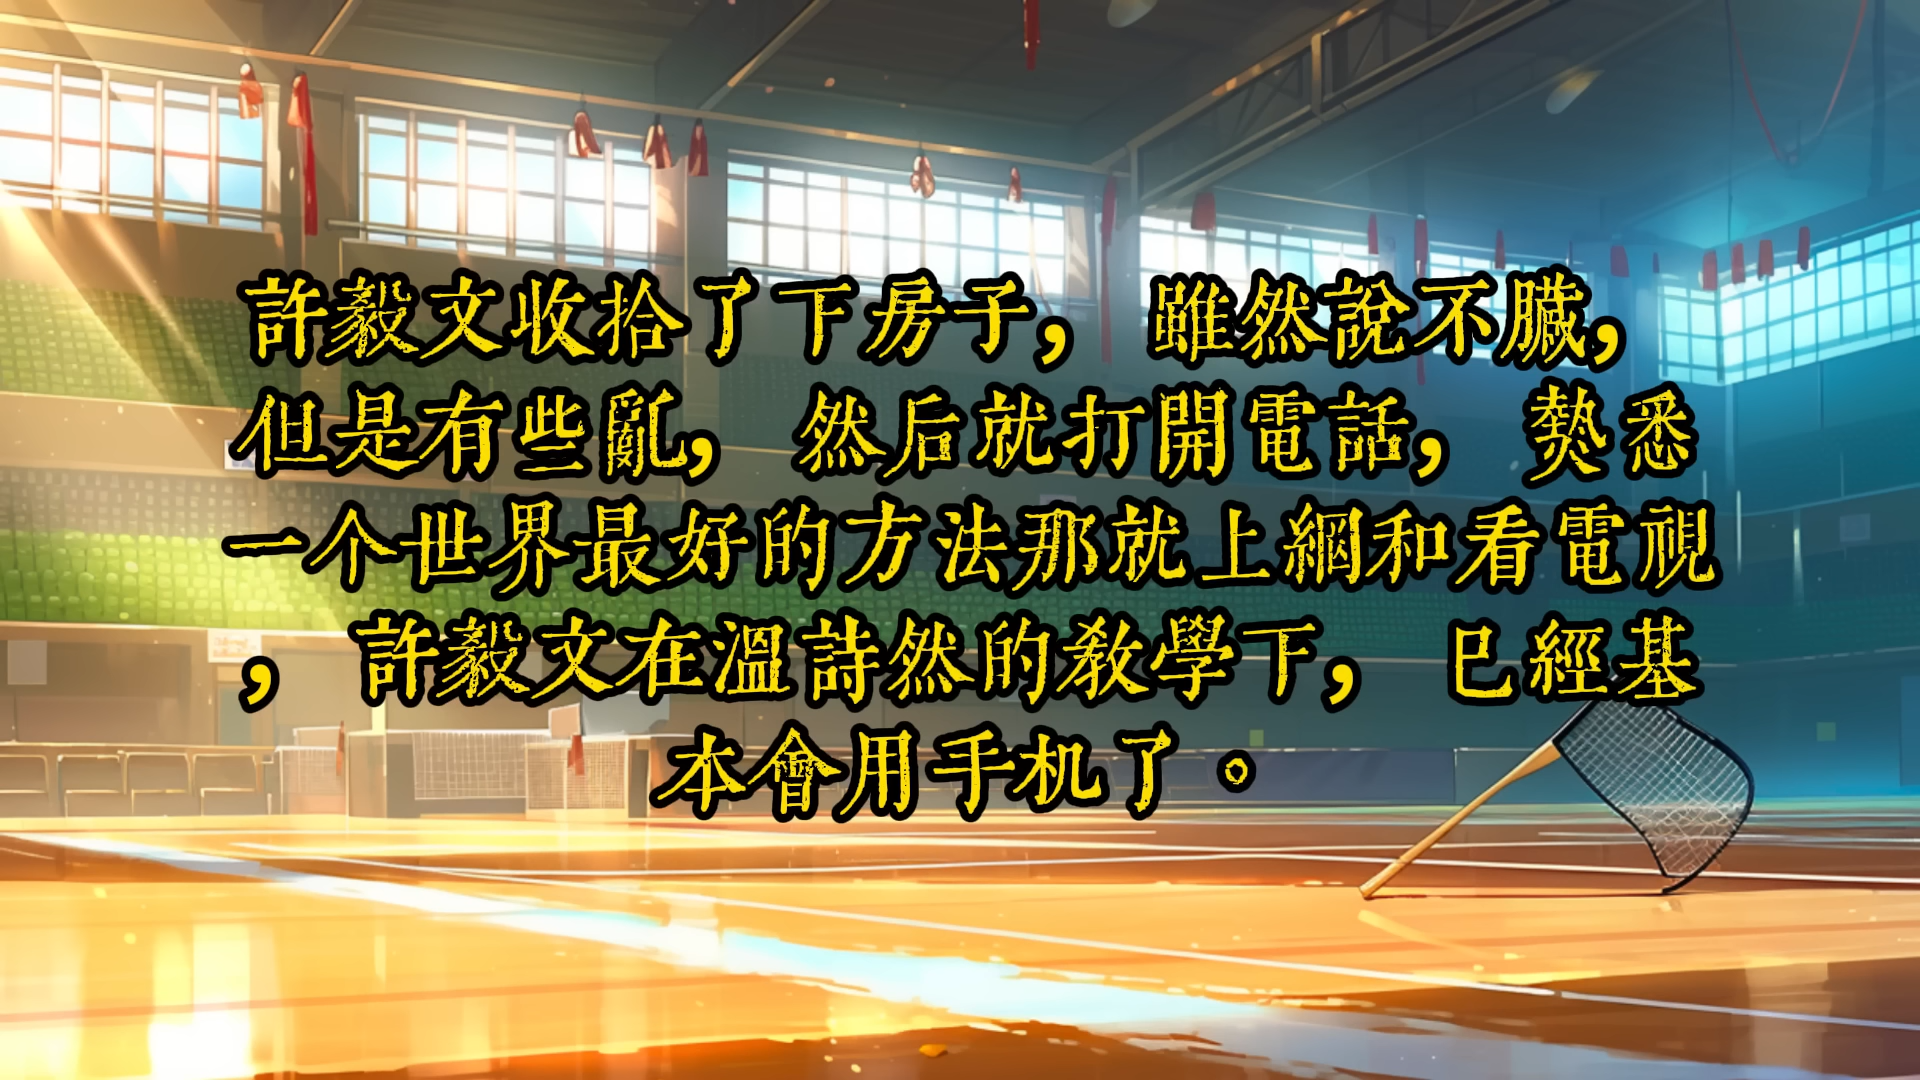 許毅文收拾了下房子，雖然說不臟，
但是有些亂，然后就打開電話，熟悉
一个世界最好的方法那就上網和看電視
，許毅文在溫詩然的教學下，已經基
本會用手机了。